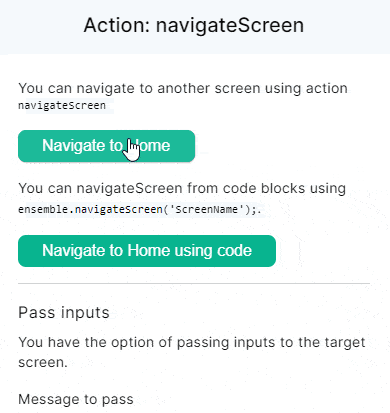 Action: navigateScreen
You can navigate to another screen using action
navigateScreen
Navigate to Home
You can navigateScreen from code blocks using
ensemble.navigateScreen('ScreenName');.
Navigate to Home using code
Pass inputs
You have the option of passing inputs to the target
screen.
Message to pass